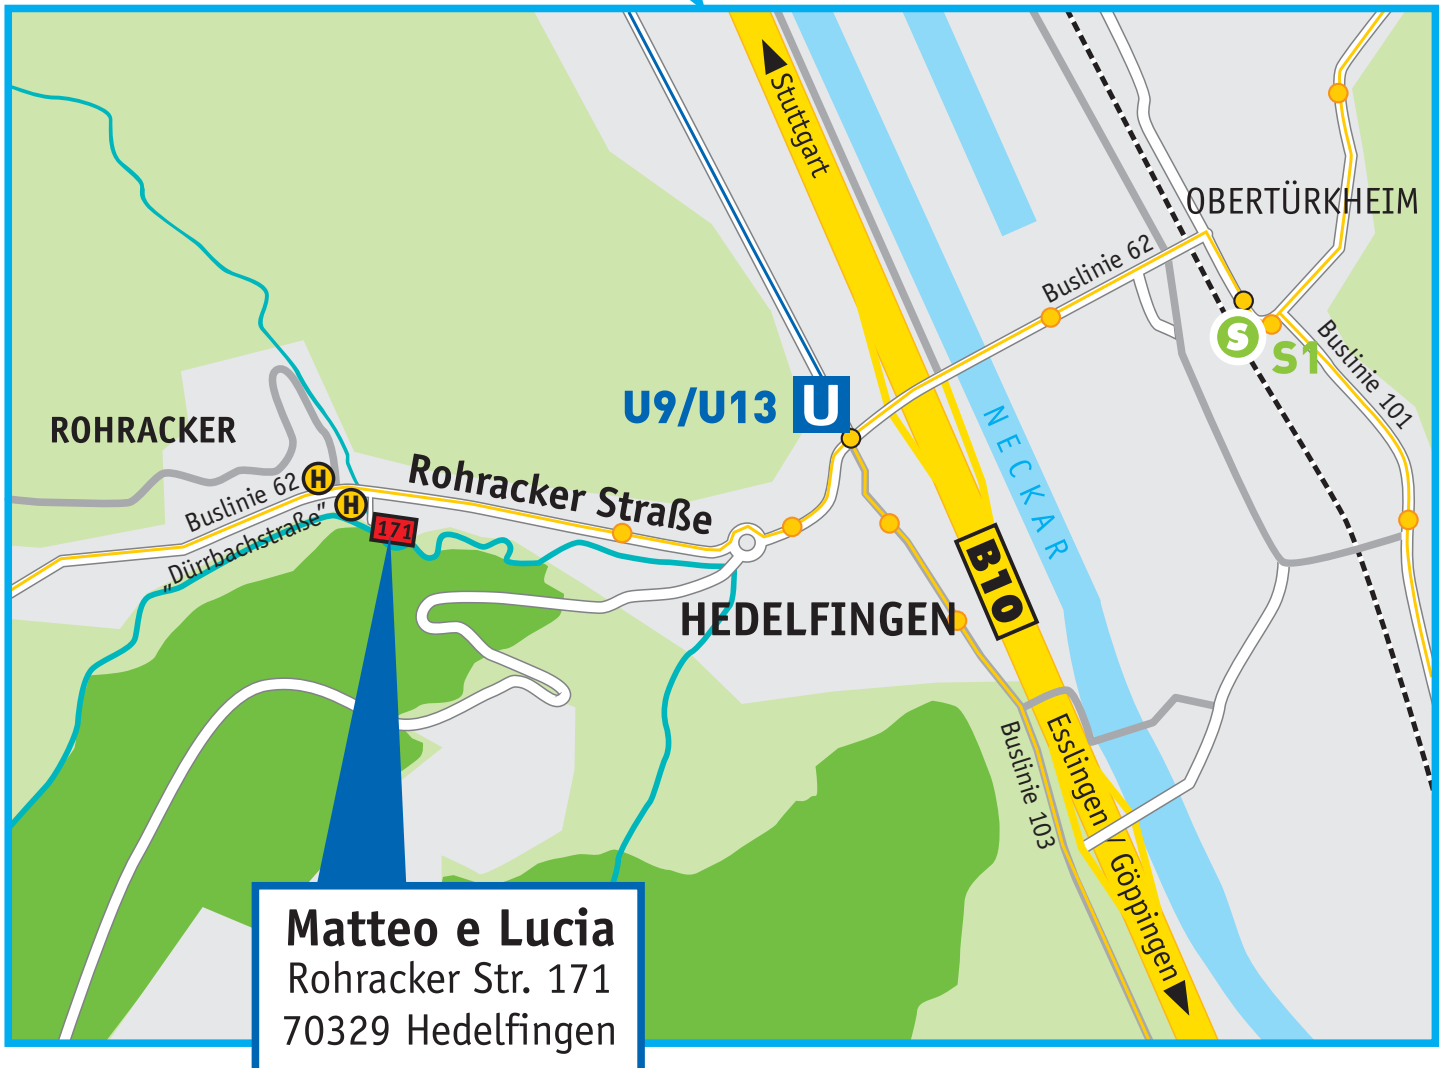 Stuttgart
OBERTÜRKHEIM
Buslinie 62
S
S1
Buslinie 101
U9/U13
U
NECKAR
ROHRACKER
Buslinie 62
H
H
„Dürrbachstraße”
Rohracker Straße
171
B10
HEDELFINGEN
Buslinie 103
Esslingen / Göppingen
Matteo e Lucia
Rohracker Str. 171
70329 Hedelfingen